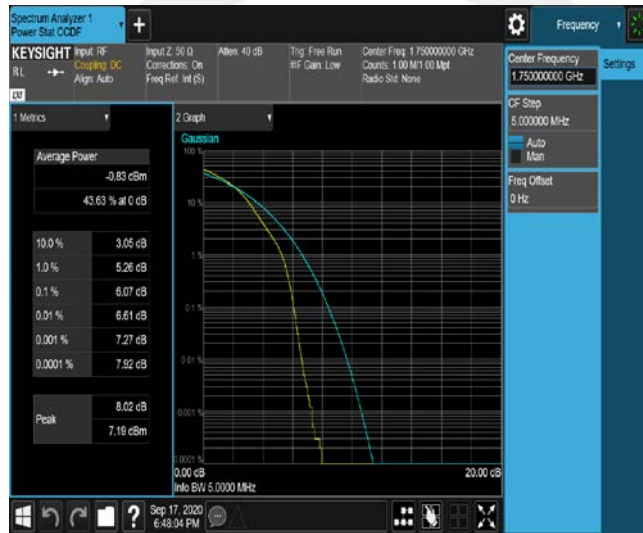 Spectrum Analyzer 1
Power Stat CCDF
+
Frequency
KEYSIGHT
RL
Input: RF
Coupling: DC
Align: Auto
Input Z: 50 Ω
Corrections: On
Freq Ref: Int (S)
Atten: 40 dB
Trig: Free Run
#IF Gain: Low
Center Freq: 1.750000000 GHz
Counts: 1.00 M/1.00 Mpt
Radio Std: None
Center Frequency
1.750000000 GHz
Settings
CF Step
5.000000 MHz
Auto
Man
Freq Offset
0 Hz
1 Metrics
Average Power
-0.83 dBm
43.63 % at 0 dB
10.0 % 3.05 dB
1.0 % 5.26 dB
0.1 % 6.07 dB
0.01 % 6.61 dB
0.001 % 7.27 dB
0.0001 % 7.92 dB
Peak
8.02 dB
7.19 dBm
2 Graph
Gaussian
100 %
10 %
1 %
0.1 %
0.01 %
0.001 %
0.0001 %
0.00 dB
20.00 dB
Info BW 5.0000 MHz
?
Sep 17, 2020
6:48:04 PM